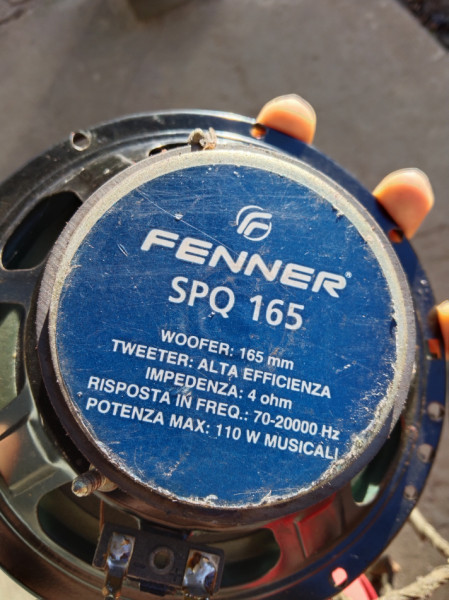 FENNER®
SPQ 165
WOOFER: 165 mm
TWEETER: ALTA EFFICIENZA
IMPEDENZA: 4 ohm
RISPOSTA IN FREQ.: 70-20000 Hz
POTENZA MAX: 110 W MUSICALI